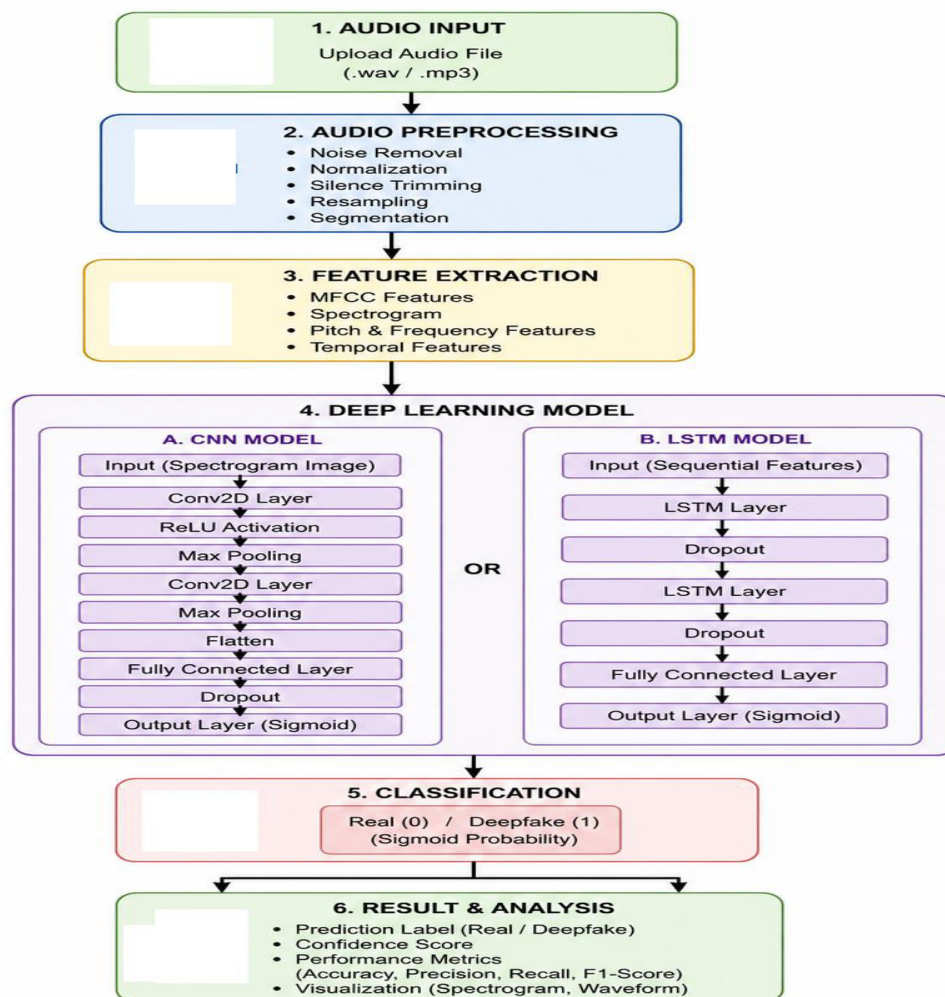 1. AUDIO INPUT
Upload Audio File
(.wav / .mp3)
2. AUDIO PREPROCESSING
• Noise Removal
• Normalization
• Silence Trimming
• Resampling
• Segmentation
3. FEATURE EXTRACTION
• MFCC Features
• Spectrogram
• Pitch & Frequency Features
• Temporal Features
4. DEEP LEARNING MODEL
A. CNN MODEL
Input (Spectrogram Image)
Conv2D Layer
ReLU Activation
Max Pooling
Conv2D Layer
Max Pooling
Flatten
Fully Connected Layer
Dropout
Output Layer (Sigmoid)
OR
B. LSTM MODEL
Input (Sequential Features)
LSTM Layer
Dropout
LSTM Layer
Dropout
Fully Connected Layer
Output Layer (Sigmoid)
5. CLASSIFICATION
Real (0) / Deepfake (1)
(Sigmoid Probability)
6. RESULT & ANALYSIS
• Prediction Label (Real / Deepfake)
• Confidence Score
• Performance Metrics
(Accuracy, Precision, Recall, F1-Score)
• Visualization (Spectrogram, Waveform)